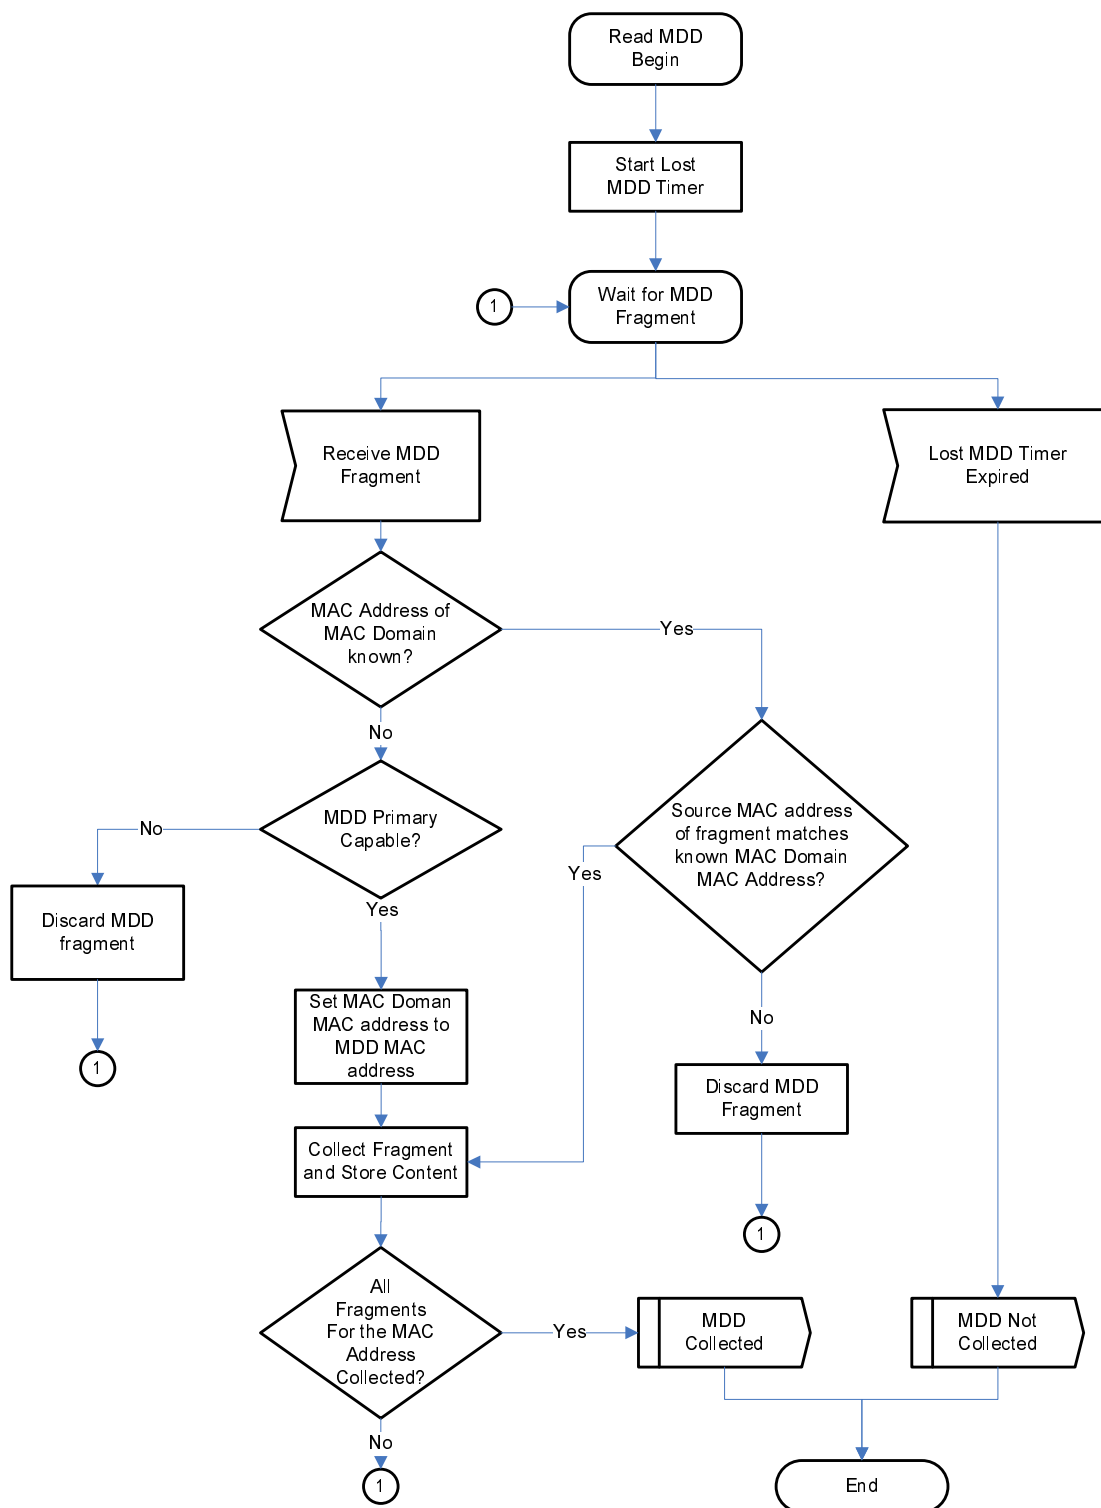 Read MDD
Begin
Start Lost
MDD Timer
1
Wait for MDD
Fragment
Receive MDD
Fragment
Lost MDD Timer
Expired
MAC Address of
MAC Domain
known?
Yes
No
MDD Primary
Capable?
No
Yes
Source MAC address
of fragment matches
known MAC Domain
MAC Address?
Yes
No
Discard MDD
fragment
1
Set MAC Doman
MAC address to
MDD MAC
address
Discard MDD
Fragment
1
Collect Fragment
and Store Content
All
Fragments
For the MAC
Address
Collected?
Yes
No
1
MDD
Collected
MDD Not
Collected
End